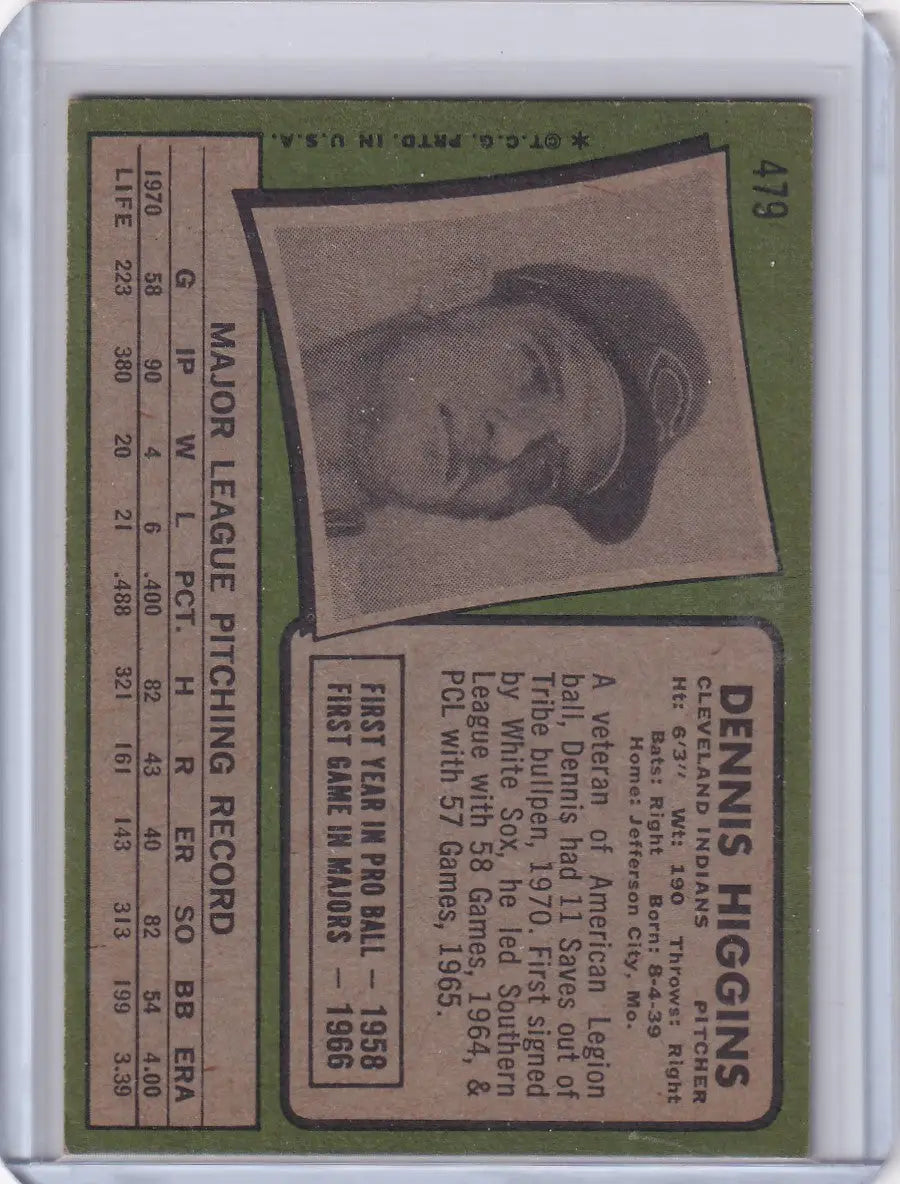 479
*©T.C.G. PRTD. IN U.S.A.
DENNIS HIGGINS
CLEVELAND INDIANS PITCHER
Ht: 6'3" Wt: 190 Throws: Right
Bats: Right Born: 8-4-39
Home: Jefferson City, Mo.
A veteran of American Legion
ball, Dennis had 11 Saves out of
Tribe bullpen, 1970. First signed
by White Sox, he led Southern
League with 58 Games, 1964, &
PCL with 57 Games, 1965.
FIRST YEAR IN PRO BALL — 1958
FIRST GAME IN MAJORS — 1966
MAJOR LEAGUE PITCHING RECORD
G IP W L PCT. H R ER SO BB ERA
1970 58 90 4 6 .400 82 43 40 82 54 4.00
LIFE 223 380 20 21 .488 321 161 143 313 199 3.39